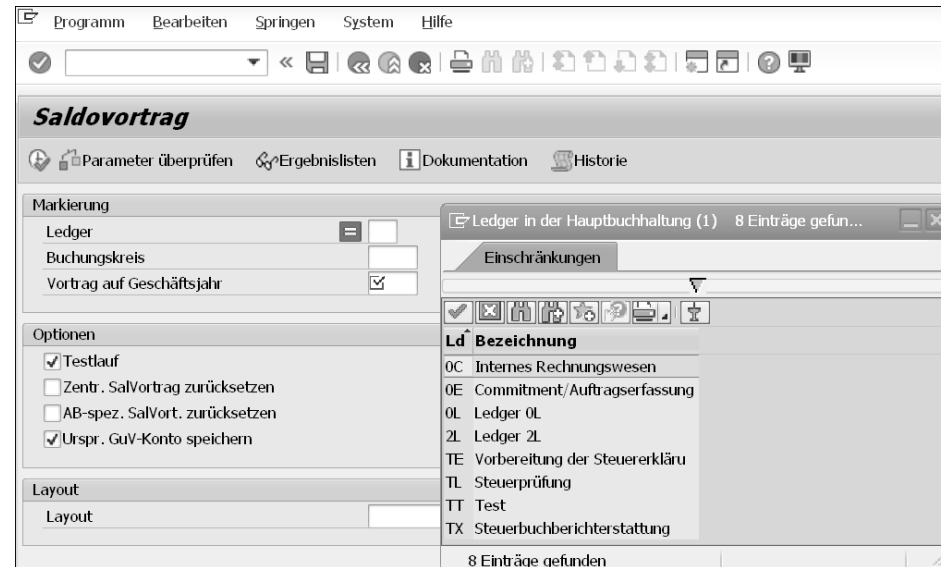 Programm Bearbeiten Springen System Hilfe
Saldovortrag
Parameter überprüfen Ergebnislisten Dokumentation Historie
Markierung
Ledger
Buchungskreis
Vortrag auf Geschäftsjahr
Optionen
Testlauf
Zentr. SalVortrag zurücksetzen
AB-spez. SalVort. zurücksetzen
Urspr. GuV-Konto speichern
Layout
Layout
Ledger in der Hauptbuchhaltung (1) 8 Einträge gefun...
Einschränkungen
Ld Bezeichnung
0C Internes Rechnungswesen
0E Commitment/Auftragserfassung
0L Ledger 0L
2L Ledger 2L
TE Vorbereitung der Steuererkläru
TL Steuerprüfung
TT Test
TX Steuerbuchberichterstattung
8 Einträge gefunden